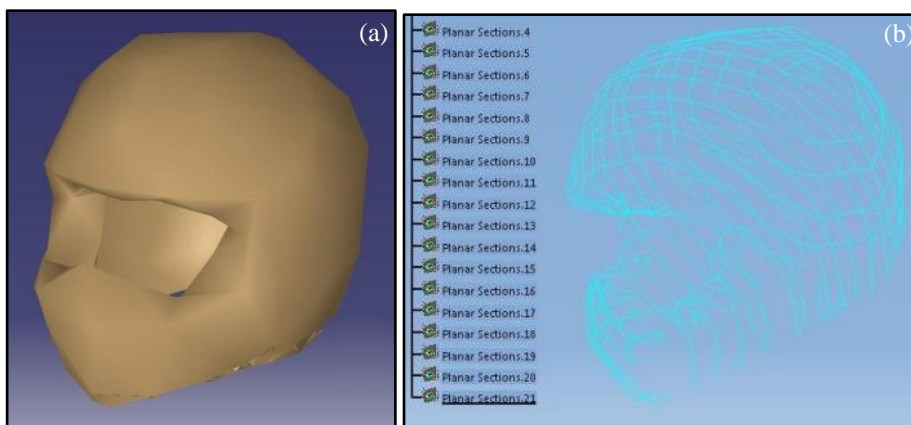 (a)
(b)
Planar Sections.4
Planar Sections.5
Planar Sections.6
Planar Sections.7
Planar Sections.8
Planar Sections.9
Planar Sections.10
Planar Sections.11
Planar Sections.12
Planar Sections.13
Planar Sections.14
Planar Sections.15
Planar Sections.16
Planar Sections.17
Planar Sections.18
Planar Sections.19
Planar Sections.20
Planar Sections.21